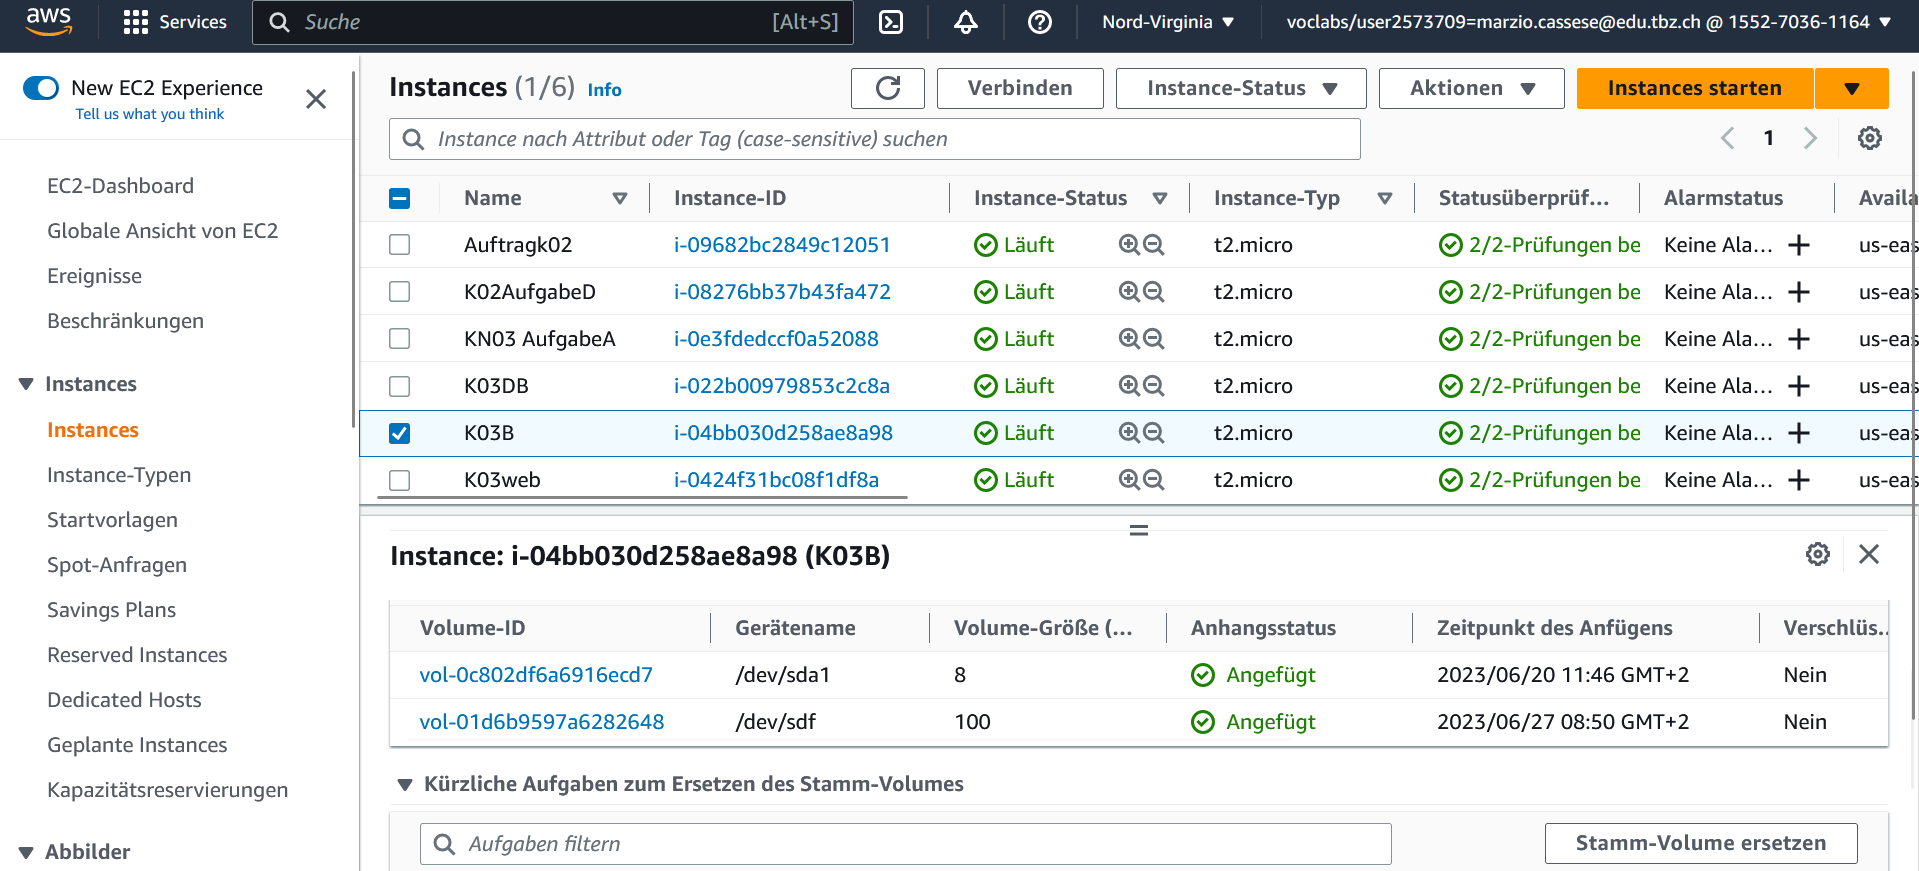 aws Services Suche [Alt+S] Nord-Virginia voclabs/user2573709=marzio.cassese@edu.tbz.ch @ 1552-7036-1164
New EC2 Experience
Tell us what you think
EC2-Dashboard
Globale Ansicht von EC2
Ereignisse
Beschränkungen
Instances
Instances
Instance-Typen
Startvorlagen
Spot-Anfragen
Savings Plans
Reserved Instances
Dedicated Hosts
Geplante Instances
Kapazitätsreservierungen
Abbilder
Instances (1/6) Info Verbinden Instance-Status Aktionen Instances starten
Instance nach Attribut oder Tag (case-sensitive) suchen 1
Name Instance-ID Instance-Status Instance-Typ Statusüberprüf... Alarmstatus Availa
Auftragk02 i-09682bc2849c12051 Läuft t2.micro 2/2-Prüfungen be Keine Ala... + us-eas
K02AufgabeD i-08276bb37b43fa472 Läuft t2.micro 2/2-Prüfungen be Keine Ala... + us-eas
KN03 AufgabeA i-0e3fdedccf0a52088 Läuft t2.micro 2/2-Prüfungen be Keine Ala... + us-eas
K03DB i-022b00979853c2c8a Läuft t2.micro 2/2-Prüfungen be Keine Ala... + us-eas
K03B i-04bb030d258ae8a98 Läuft t2.micro 2/2-Prüfungen be Keine Ala... + us-eas
K03web i-0424f31bc08f1df8a Läuft t2.micro 2/2-Prüfungen be Keine Ala... + us-eas
Instance: i-04bb030d258ae8a98 (K03B)
Volume-ID Gerätename Volume-Größe (... Anhangsstatus Zeitpunkt des Anfügens Verschlüs..
vol-0c802df6a6916ecd7 /dev/sda1 8 Angefügt 2023/06/20 11:46 GMT+2 Nein
vol-01d6b9597a6282648 /dev/sdf 100 Angefügt 2023/06/27 08:50 GMT+2 Nein
Kürzliche Aufgaben zum Ersetzen des Stamm-Volumes
Aufgaben filtern Stamm-Volume ersetzen